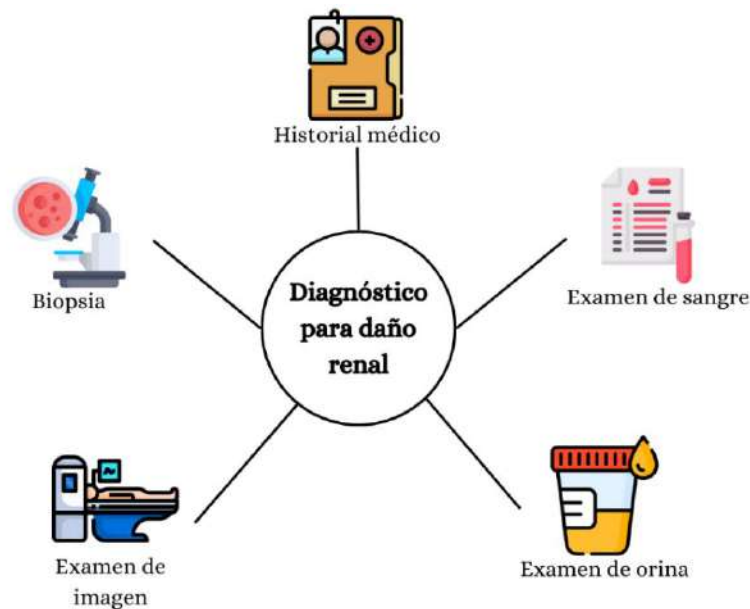 Historial médico
Biopsia
Examen de sangre
Diagnóstico
para daño
renal
Examen de
imagen
Examen de orina